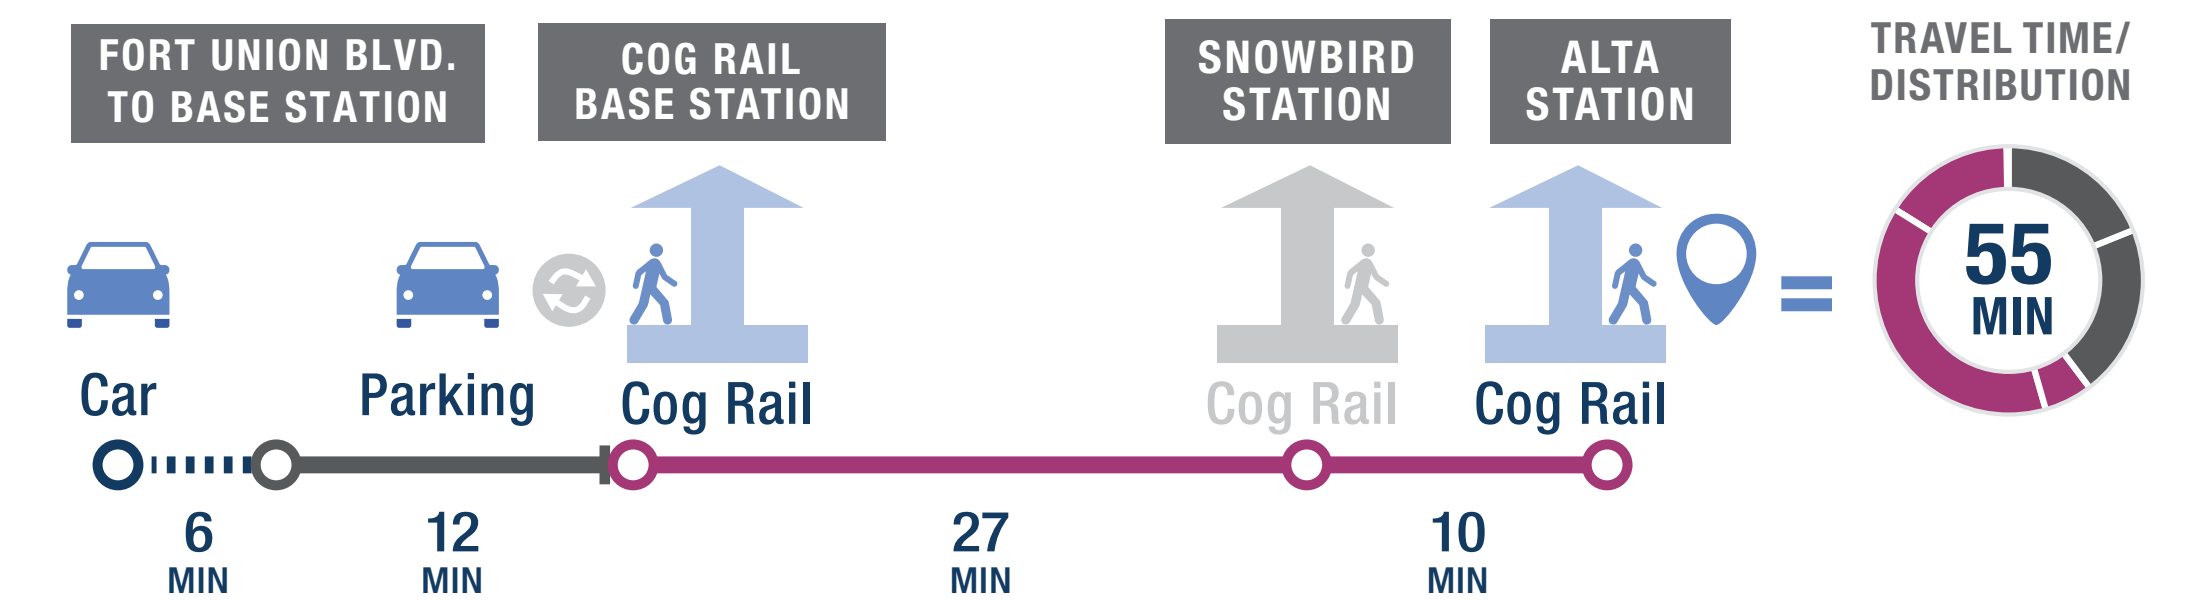 FORT UNION BLVD.
TO BASE STATION
COG RAIL
BASE STATION
SNOWBIRD
STATION
ALTA
STATION
TRAVEL TIME/
DISTRIBUTION
55
MIN
Car
Parking
Cog Rail
Cog Rail
Cog Rail
6
MIN
12
MIN
27
MIN
10
MIN